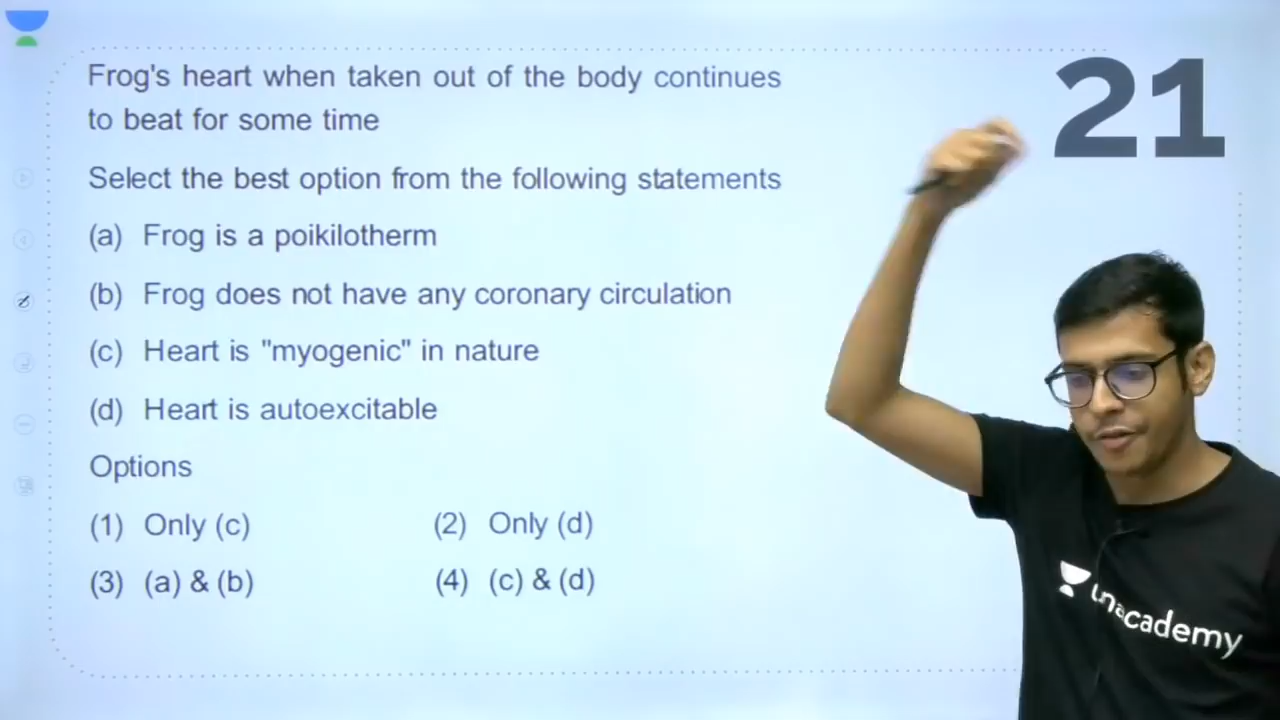 Frog's heart when taken out of the body continues
21
to beat for some time
Select the best option from the following statements
(a) Frog is a poikilotherm
(b) Frog does not have any coronary circulation
(c) Heart is "myogenic" in nature
(d) Heart is autoexcitable
Options
(1) Only (c) (2) Only (d)
(3) (a) & (b) (4) (c) & (d)
unacademy